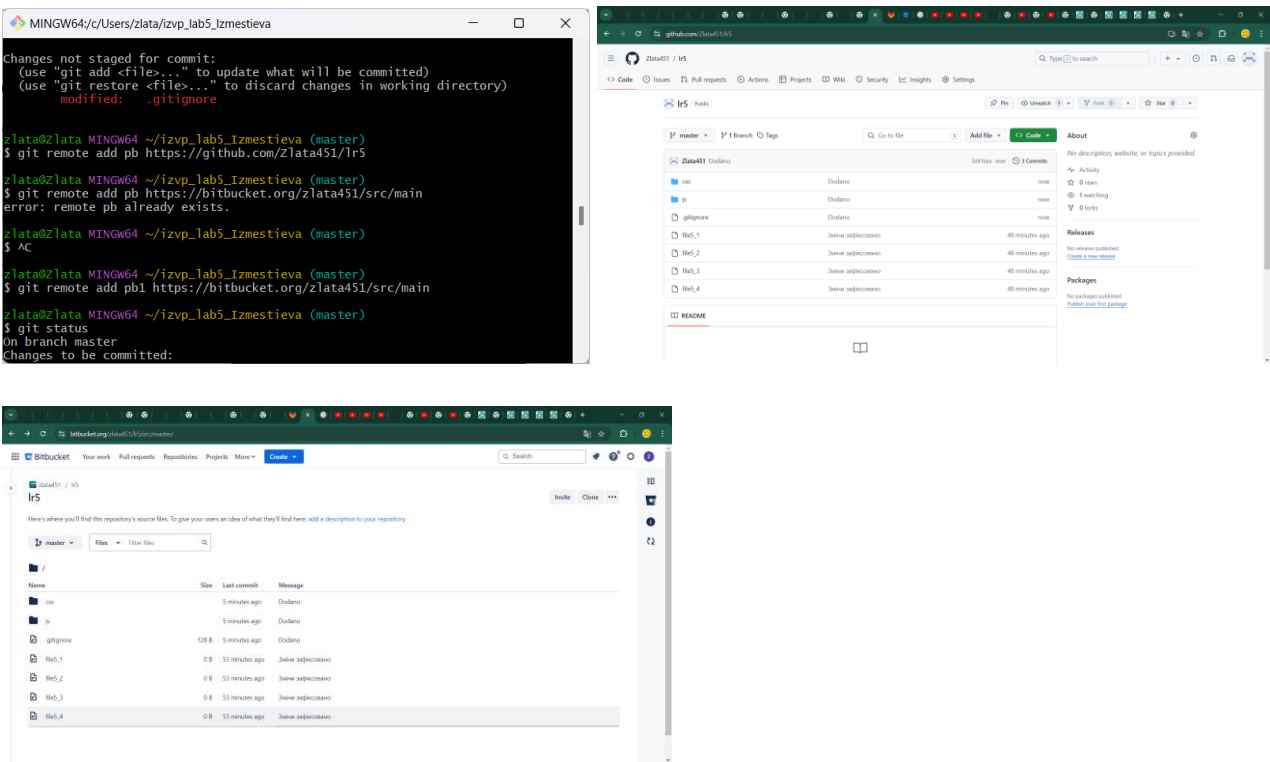 MINGW64:/c/Users/zlata/izvp_lab5_Izmestieva
Changes not staged for commit:
(use "git add <file>..." to update what will be committed)
(use "git restore <file>..." to discard changes in working directory)
modified: .gitignore
zlata@Zlata MINGW64 ~/izvp_lab5_Izmestieva (master)
$ git remote add pb https://github.com/Zlata451/lr5
zlata@Zlata MINGW64 ~/izvp_lab5_Izmestieva (master)
$ git remote add pb https://bitbucket.org/zlata451/src/main
error: remote pb already exists.
zlata@Zlata MINGW64 ~/izvp_lab5_Izmestieva (master)
$ ^C
zlata@Zlata MINGW64 ~/izvp_lab5_Izmestieva (master)
$ git remote add pb1 https://bitbucket.org/zlata451/src/main
zlata@Zlata MINGW64 ~/izvp_lab5_Izmestieva (master)
$ git status
On branch master
Changes to be committed:
github.com/Zlata451/lr5
Zlata451 / lr5
Type / to search
Code Issues Pull requests Actions Projects Wiki Security Insights Settings
lr5 Public
Pin Unwatch 1 Fork 0 Star 0
master 1 Branch Tags
Go to file t Add file Code
Zlata451 Dodano
now 3 Commits
css Dodano now
js Dodano now
.gitignore Dodano now
file5_1 Зміни зафіксовано 48 minutes ago
file5_2 Зміни зафіксовано 48 minutes ago
file5_3 Зміни зафіксовано 48 minutes ago
file5_4 Зміни зафіксовано 48 minutes ago
README
About
No description, website, or topics provided.
Activity
0 stars
1 watching
0 forks
Releases
No releases published
Create a new release
Packages
No packages published
Publish your first package
bitbucket.org/zlata451/lr5/src/master/
Bitbucket Your work Pull requests Repositories Projects More Create
Search
zlata451 / lr5
lr5
Invite Clone
Here's where you'll find this repository's source files. To give your users an idea of what they'll find here, add a description to your repository.
master Files Filter files
/
Name Size Last commit Message
css 5 minutes ago Dodano
js 5 minutes ago Dodano
.gitignore 128 B 5 minutes ago Dodano
file5_1 0 B 53 minutes ago Зміни зафіксовано
file5_2 0 B 53 minutes ago Зміни зафіксовано
file5_3 0 B 53 minutes ago Зміни зафіксовано
file5_4 0 B 53 minutes ago Зміни зафіксовано